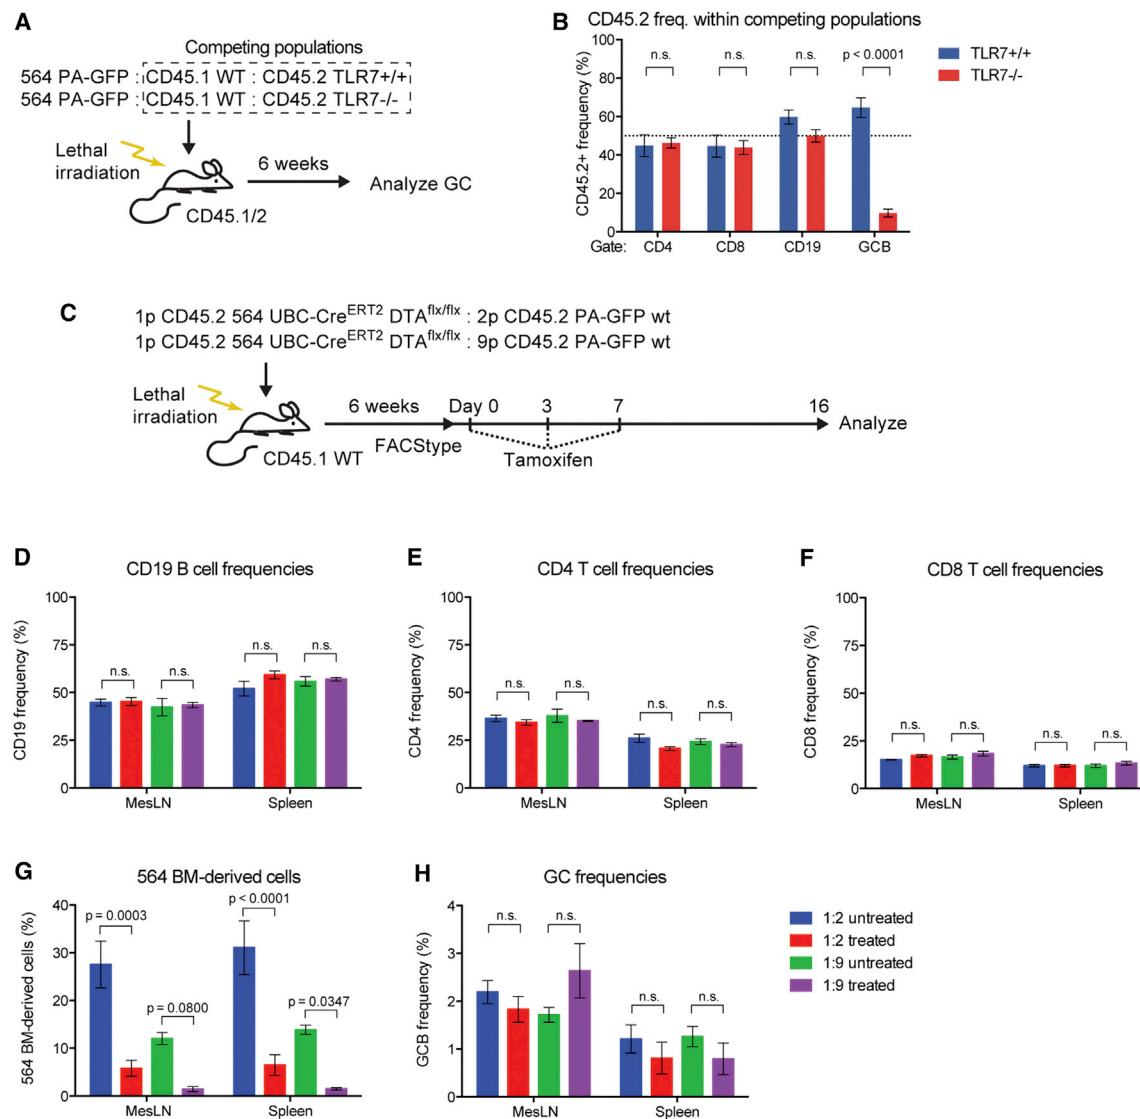 A
Competing populations
564 PA-GFP : CD45.1 WT : CD45.2 TLR7+/+
564 PA-GFP : CD45.1 WT : CD45.2 TLR7-/-
Lethal
irradiation
6 weeks
Analyze GC
CD45.1/2
B
CD45.2 freq. within competing populations
CD45.2+ frequency (%)
100
80
60
40
20
0
n.s.
n.s.
n.s.
p < 0.0001
TLR7+/+
TLR7-/-
Gate:
CD4
CD8
CD19
GCB
C
1p CD45.2 564 UBC-Cre^ERT2 DTA^flx/flx : 2p CD45.2 PA-GFP wt
1p CD45.2 564 UBC-Cre^ERT2 DTA^flx/flx : 9p CD45.2 PA-GFP wt
Lethal
irradiation
6 weeks
Day 0
3
7
16
Analyze
FACStype
Tamoxifen
CD45.1 WT
D
CD19 B cell frequencies
CD19 frequency (%)
100
75
50
25
0
n.s.
n.s.
n.s.
n.s.
MesLN
Spleen
E
CD4 T cell frequencies
CD4 frequency (%)
100
75
50
25
0
n.s.
n.s.
n.s.
n.s.
MesLN
Spleen
F
CD8 T cell frequencies
CD8 frequency (%)
100
75
50
25
0
n.s.
n.s.
n.s.
n.s.
MesLN
Spleen
G
564 BM-derived cells
564 BM-derived cells (%)
40
30
20
10
0
p = 0.0003
p = 0.0800
p < 0.0001
p = 0.0347
MesLN
Spleen
H
GC frequencies
GCB frequency (%)
4
3
2
1
0
n.s.
n.s.
n.s.
n.s.
MesLN
Spleen
1:2 untreated
1:2 treated
1:9 untreated
1:9 treated